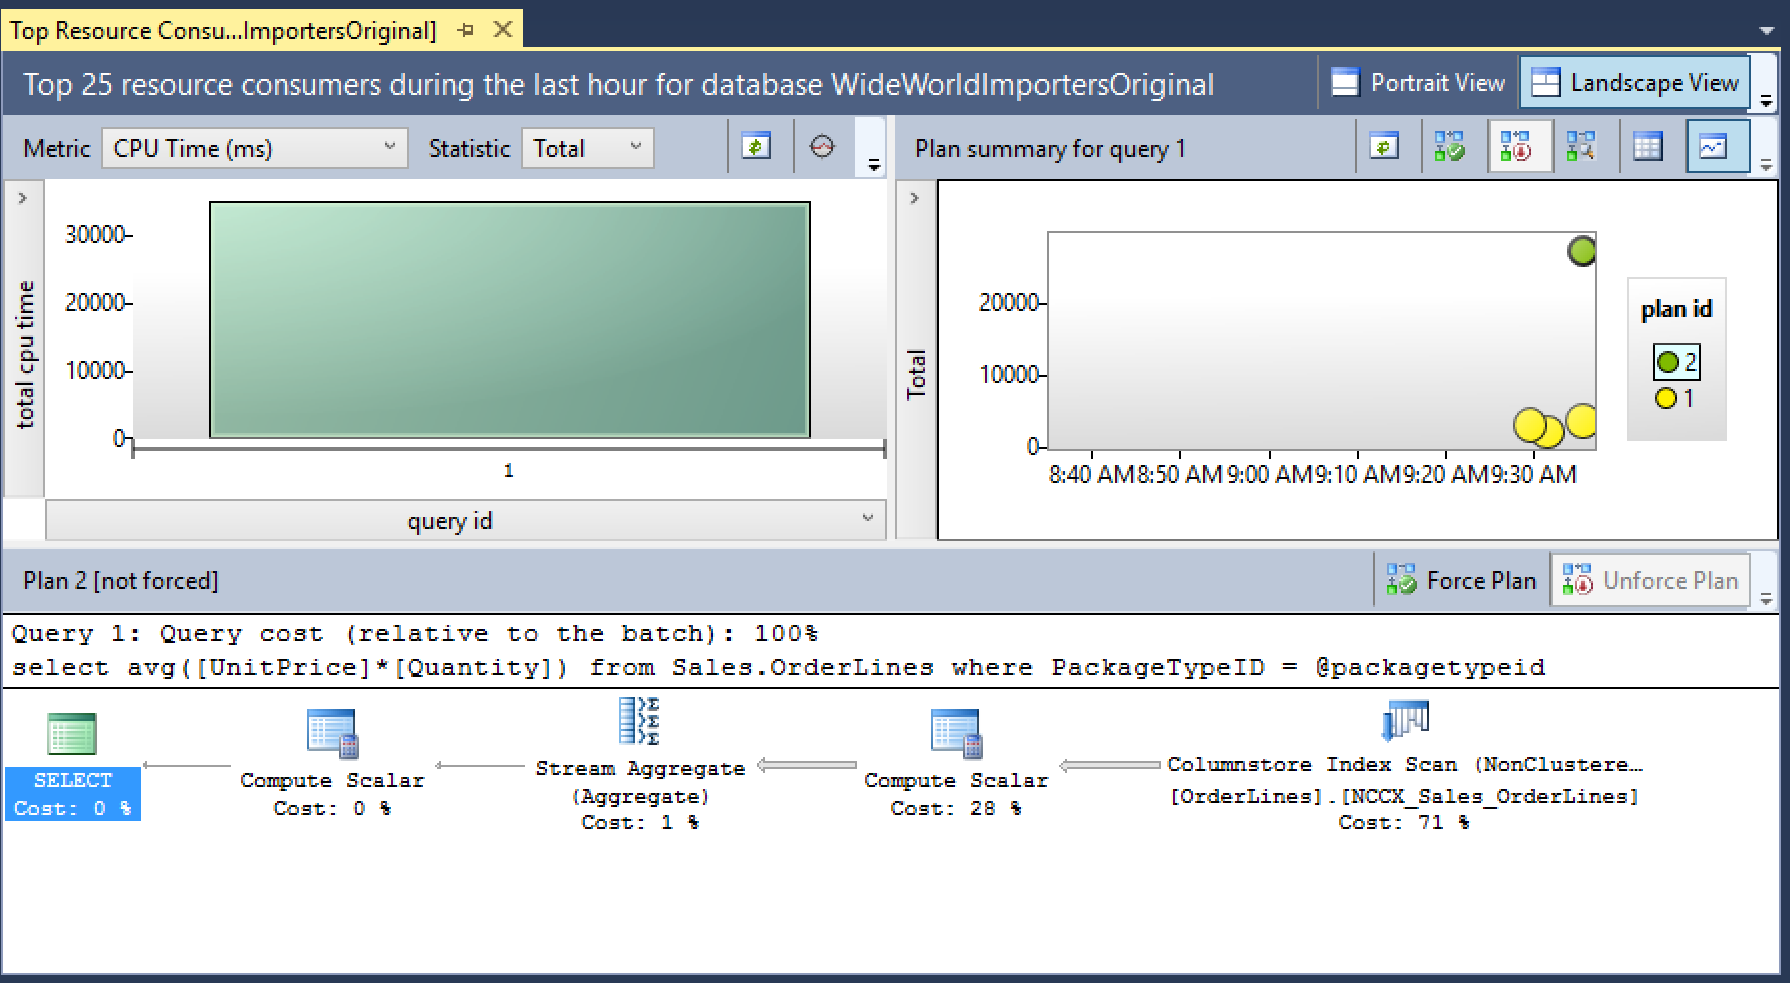 Top Resource Consu...ImportersOriginal]
Top 25 resource consumers during the last hour for database WideWorldImportersOriginal
Portrait View
Landscape View
Metric
CPU Time (ms)
Statistic
Total
Plan summary for query 1
total cpu time
30000
20000
10000
0
1
query id
Total
20000
10000
0
8:40 AM 8:50 AM 9:00 AM 9:10 AM 9:20 AM 9:30 AM
plan id
2
1
Plan 2 [not forced]
Force Plan
Unforce Plan
Query 1: Query cost (relative to the batch): 100%
select avg([UnitPrice]*[Quantity]) from Sales.OrderLines where PackageTypeID = @packagetypeid
SELECT
Cost: 0 %
Compute Scalar
Cost: 0 %
Stream Aggregate
(Aggregate)
Cost: 1 %
Compute Scalar
Cost: 28 %
Columnstore Index Scan (NonClustere...
[OrderLines].[NCCX_Sales_OrderLines]
Cost: 71 %